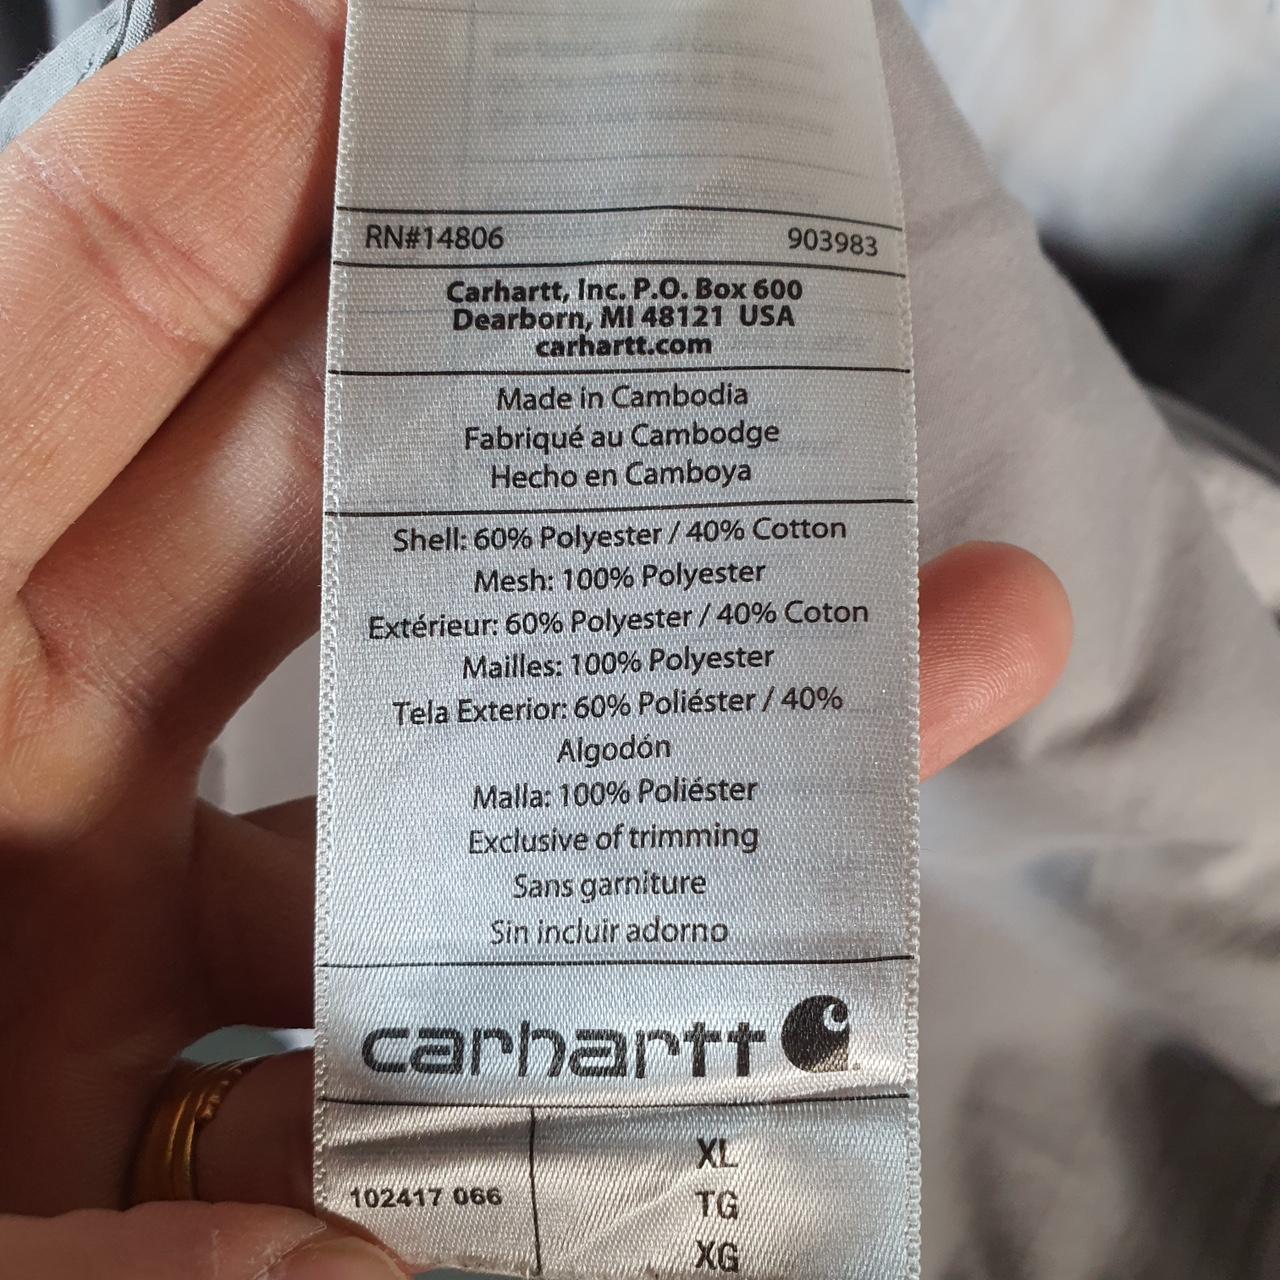 RN#14806 903983
Carhartt, Inc. P.O. Box 600
Dearborn, MI 48121 USA
carhartt.com
Made in Cambodia
Fabriqué au Cambodge
Hecho en Camboya
Shell: 60% Polyester / 40% Cotton
Mesh: 100% Polyester
Extérieur: 60% Polyester / 40% Coton
Mailles: 100% Polyester
Tela Exterior: 60% Poliéster / 40%
Algodón
Malla: 100% Poliéster
Exclusive of trimming
Sans garniture
Sin incluir adorno
carhartt
XL
102417 066 TG
XG